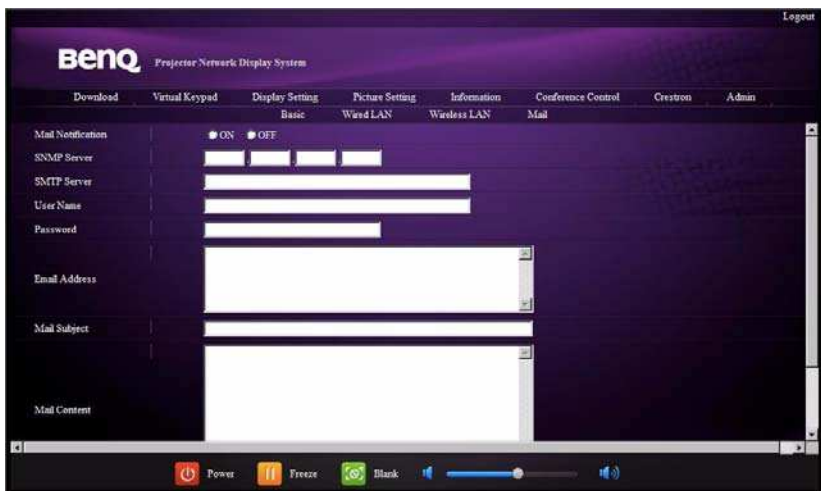 Logout
BenQ Projector Network Display System
Download Virtual Keypad Display Setting Picture Setting Information Conference Control Crestron Admin
Basic Wired LAN Wireless LAN Mail
Mail Notification ON OFF
SNMP Server . . .
SMTP Server
User Name
Password
Email Address
Mail Subject
Mail Content
Power Freeze Blank